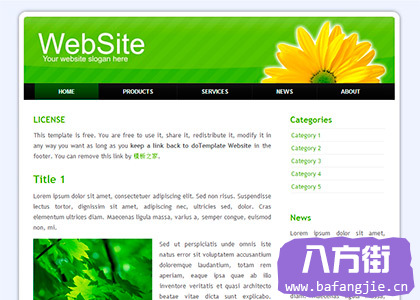 WebSite
Your website slogan here
HOME PRODUCTS SERVICES NEWS ABOUT
LICENSE
This template is free. You are free to use it, share it, redistribute it, modify it in
any way you want as long as you keep a link back to doTemplate Website in the
footer. You can remove this link by 模板之家.
Title 1
Lorem ipsum dolor sit amet, consectetuer adipiscing elit. Sed non risus. Suspendisse
lectus tortor, dignissim sit amet, adipiscing nec, ultricies sed, dolor. Cras
elementum ultrices diam. Maecenas ligula massa, varius a, semper congue, euismod
non, mi.
Sed ut perspiciatis unde omnis iste
natus error sit voluptatem accusantium
doloremque laudantium, totam rem
aperiam, eaque ipsa quae ab illo
inventore veritatis et quasi architecto
beatae vitae dicta sunt explicabo.
Categories
Category 1
Category 2
Category 3
Category 4
Category 5
News
Lorem ipsum dolor sit amet,
八方街
www.bafangjie.cn